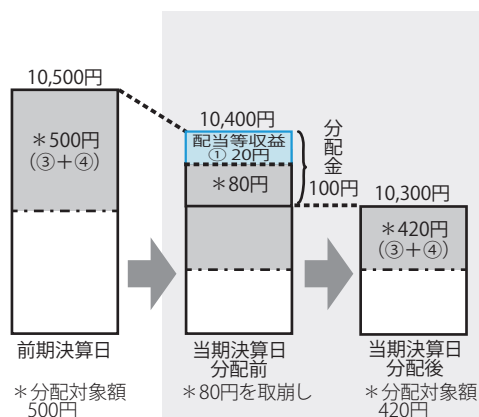 10,500円
＊500円
（③＋④）
前期決算日
＊分配対象額
500円
10,400円
配当等収益
① 20円
＊80円
分配金
100円
当期決算日
分配前
＊80円を取崩し
10,300円
＊420円
（③＋④）
当期決算日
分配後
＊分配対象額
420円